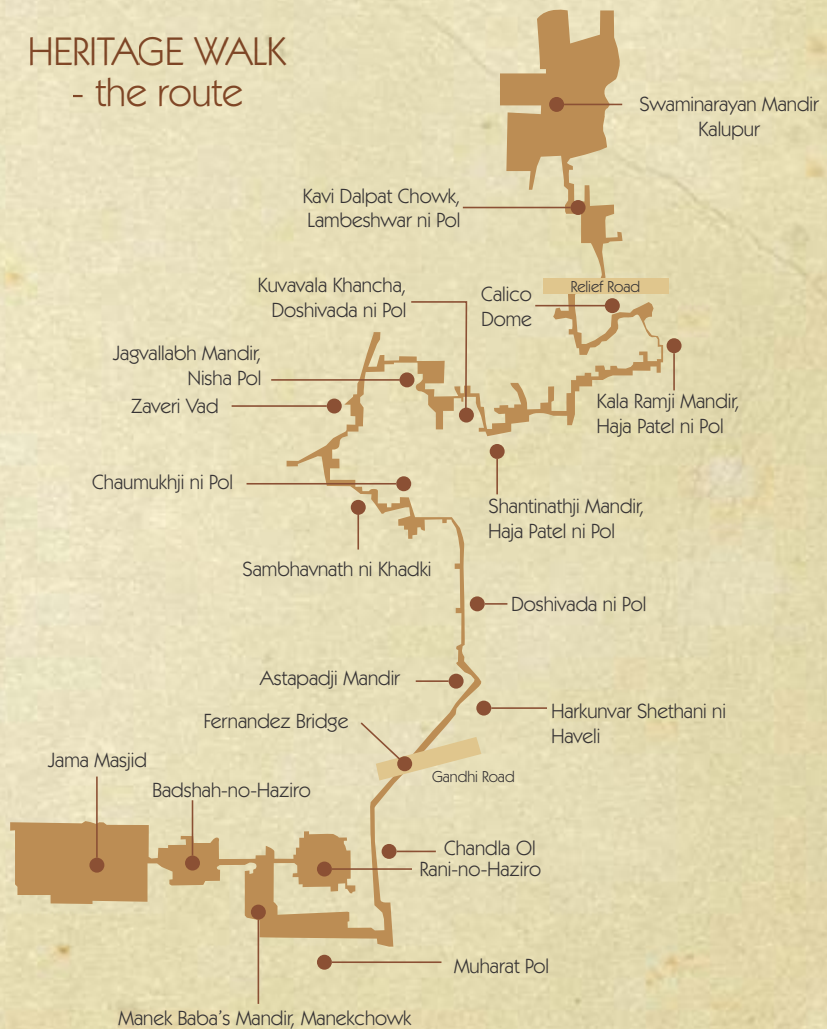 HERITAGE WALK
- the route
Swaminarayan Mandir
Kalupur
Kavi Dalpat Chowk,
Lambeshwar ni Pol
Relief Road
Kuvavala Khancha,
Doshivada ni Pol
Calico
Dome
Jagvallabh Mandir,
Nisha Pol
Zaveri Vad
Kala Ramji Mandir,
Haja Patel ni Pol
Chaumukhji ni Pol
Shantinathji Mandir,
Haja Patel ni Pol
Sambhavnath ni Khadki
Doshivada ni Pol
Astapadji Mandir
Harkunvar Shethani ni
Haveli
Fernandez Bridge
Gandhi Road
Jama Masjid
Badshah-no-Haziro
Chandla Ol
Rani-no-Haziro
Muharat Pol
Manek Baba's Mandir, Manekchowk